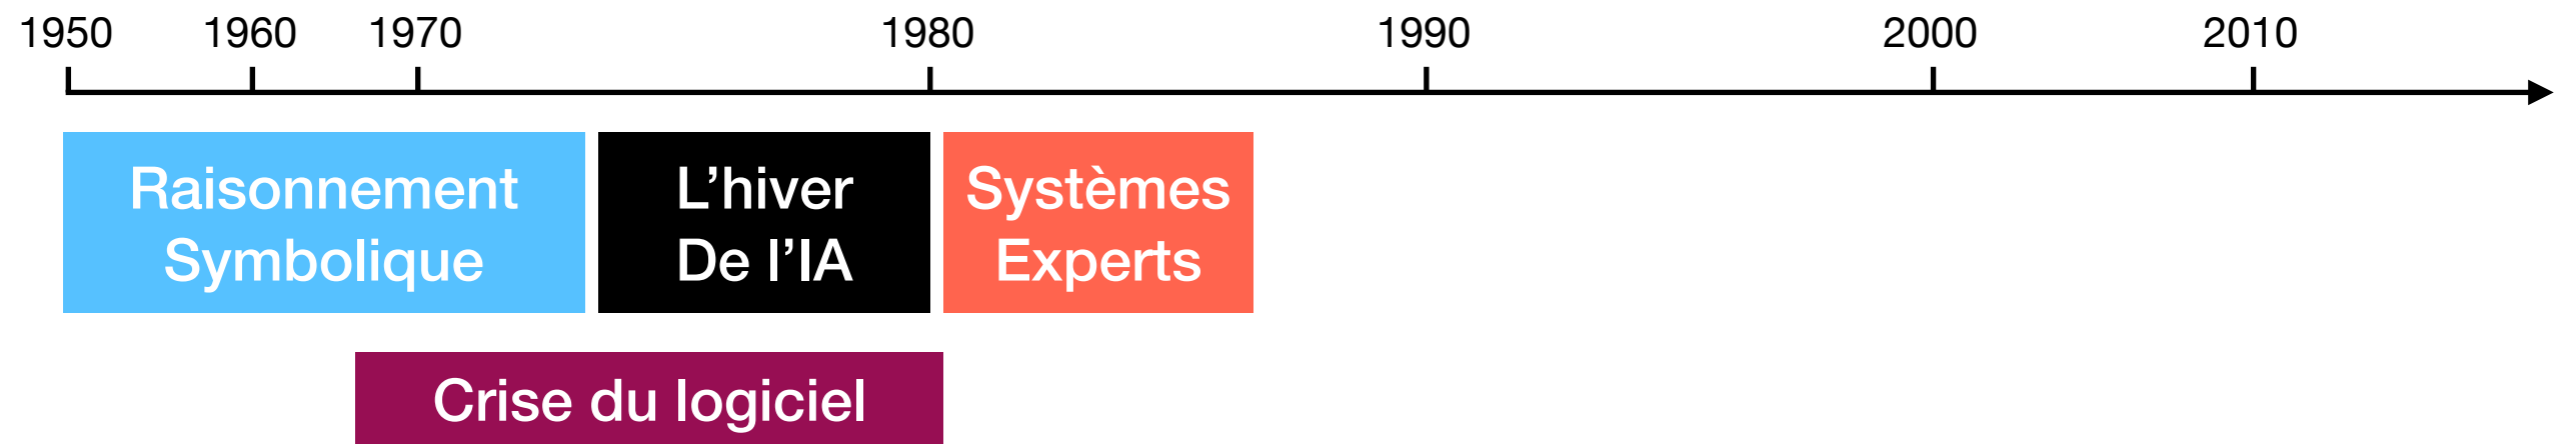 1950 1960 1970 1980 1990 2000 2010
Raisonnement
Symbolique
L’hiver
De l’IA
Systèmes
Experts
Crise du logiciel